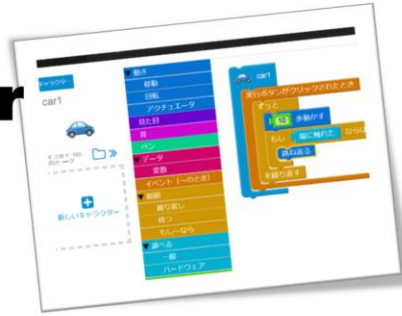 r
キャラクター
car1
新しいキャラクター
▼動き
移動
回転
アクチュエータ
見た目
音
ペン
▼データ
変数
イベント（〜のとき）
▼制御
繰り返し
待つ
もし〜なら
▼調べる
一般
ハードウェア
car1
実行ボタンがクリックされたとき
ずっと
10 歩動かす
もし 端に触れた ならば
跳ね返る
を繰り返す